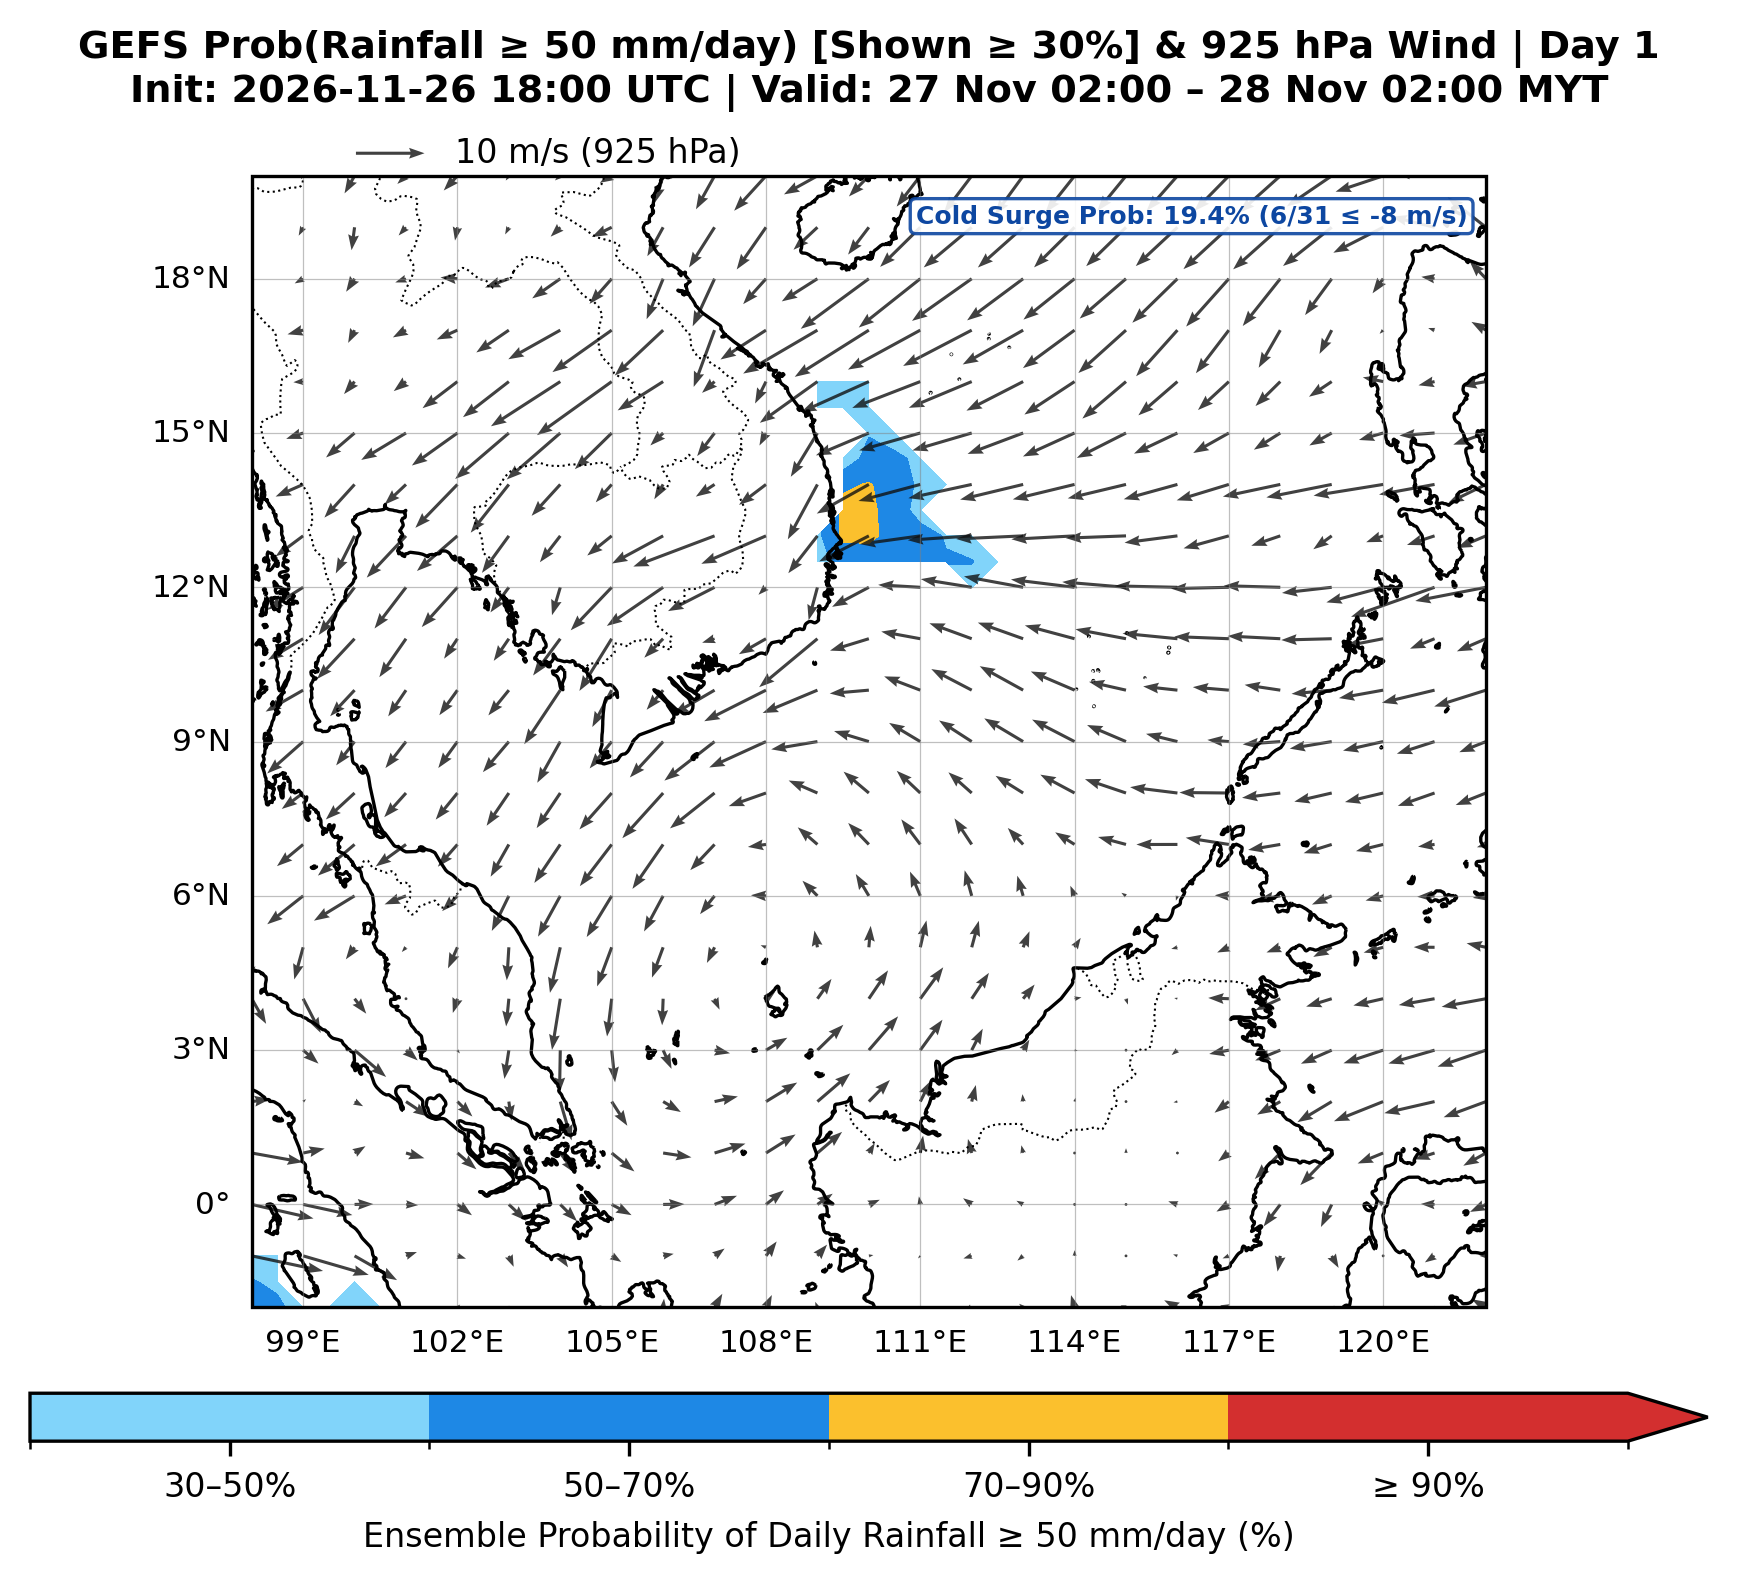 GEFS Prob(Rainfall ≥ 50 mm/day) [Shown ≥ 30%] & 925 hPa Wind | Day 1
Init: 2026-11-26 18:00 UTC | Valid: 27 Nov 02:00 – 28 Nov 02:00 MYT
10 m/s (925 hPa)
Cold Surge Prob: 19.4% (6/31 ≤ -8 m/s)
18°N
15°N
12°N
9°N
6°N
3°N
0°
99°E 102°E 105°E 108°E 111°E 114°E 117°E 120°E
30–50% 50–70% 70–90% ≥ 90%
Ensemble Probability of Daily Rainfall ≥ 50 mm/day (%)